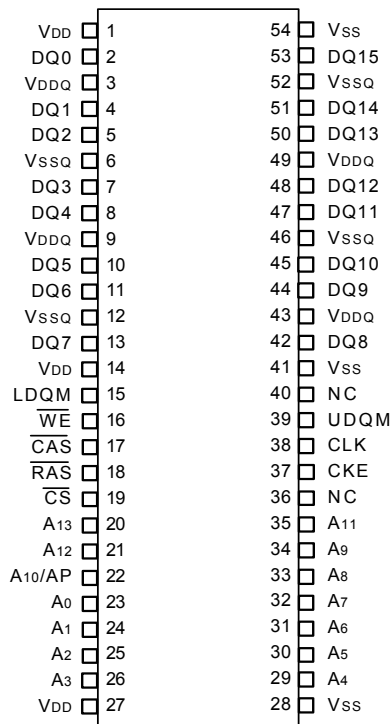 VDD 1 54 VSS
DQ0 2 53 DQ15
VDDQ 3 52 VSSQ
DQ1 4 51 DQ14
DQ2 5 50 DQ13
VSSQ 6 49 VDDQ
DQ3 7 48 DQ12
DQ4 8 47 DQ11
VDDQ 9 46 VSSQ
DQ5 10 45 DQ10
DQ6 11 44 DQ9
VSSQ 12 43 VDDQ
DQ7 13 42 DQ8
VDD 14 41 VSS
LDQM 15 40 NC
W̅E̅ 16 39 UDQM
C̅A̅S̅ 17 38 CLK
R̅A̅S̅ 18 37 CKE
C̅S̅ 19 36 NC
A13 20 35 A11
A12 21 34 A9
A10/AP 22 33 A8
A0 23 32 A7
A1 24 31 A6
A2 25 30 A5
A3 26 29 A4
VDD 27 28 VSS